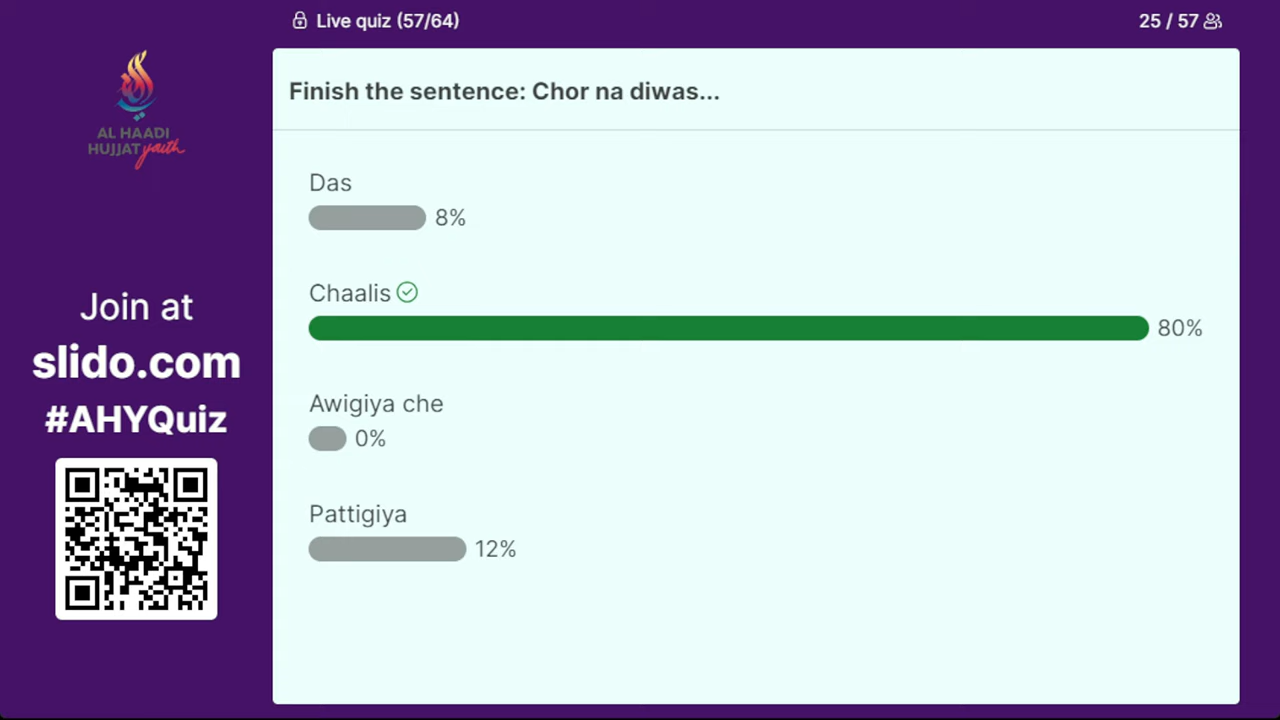 Live quiz (57/64)
25 / 57
AL HAADI
HUJJAT youth
Join at
slido.com
#AHYQuiz
Finish the sentence: Chor na diwas...
Das
8%
Chaalis
80%
Awigiya che
0%
Pattigiya
12%